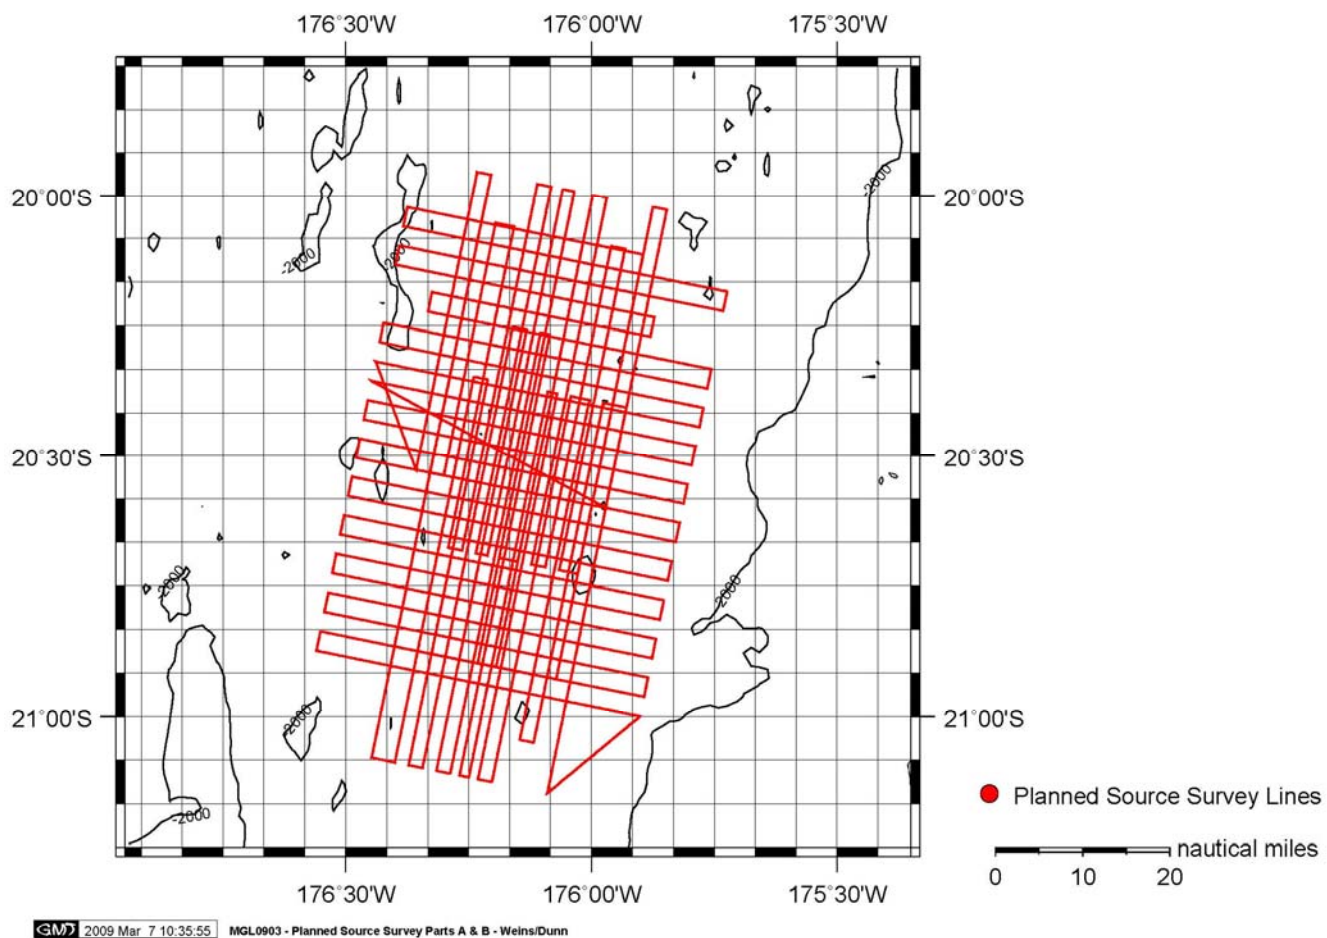 176°30'W 176°00'W 175°30'W
20°00'S 20°00'S
-2000
-2000
-2000
20°30'S 20°30'S
-2000
-2000
21°00'S 21°00'S
-2000
-2000
Planned Source Survey Lines
nautical miles
0 10 20
176°30'W 176°00'W 175°30'W
GMT 2009 Mar 7 10:35:55 MGL0903 - Planned Source Survey Parts A & B - Weins/Dunn